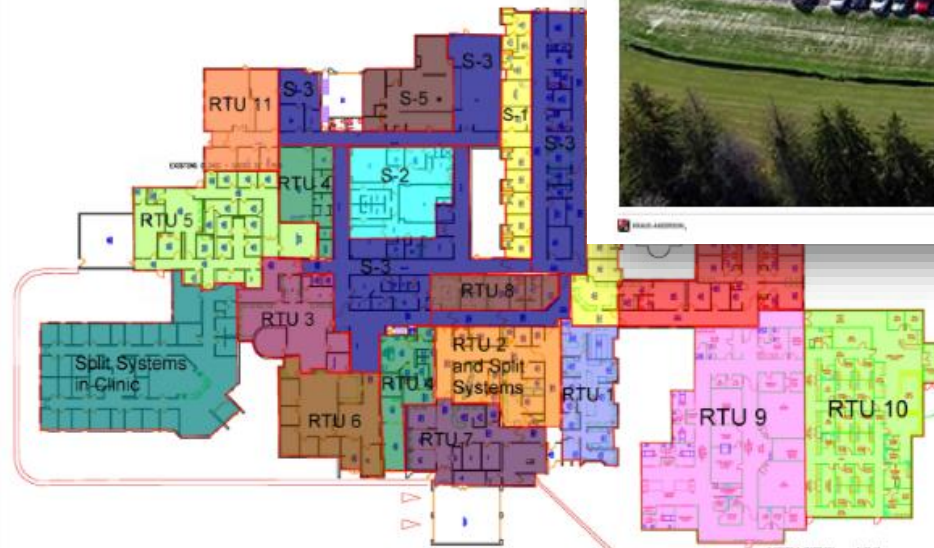 S-3
RTU 11
S-3
S-5
S-1
S-3
RTU 4
S-2
RTU 5
S-3
RTU 8
RTU 3
Split Systems
in Clinic
RTU 2
and Split
Systems
RTU 4
RTU 1
RTU 6
RTU 7
RTU 9
RTU 10